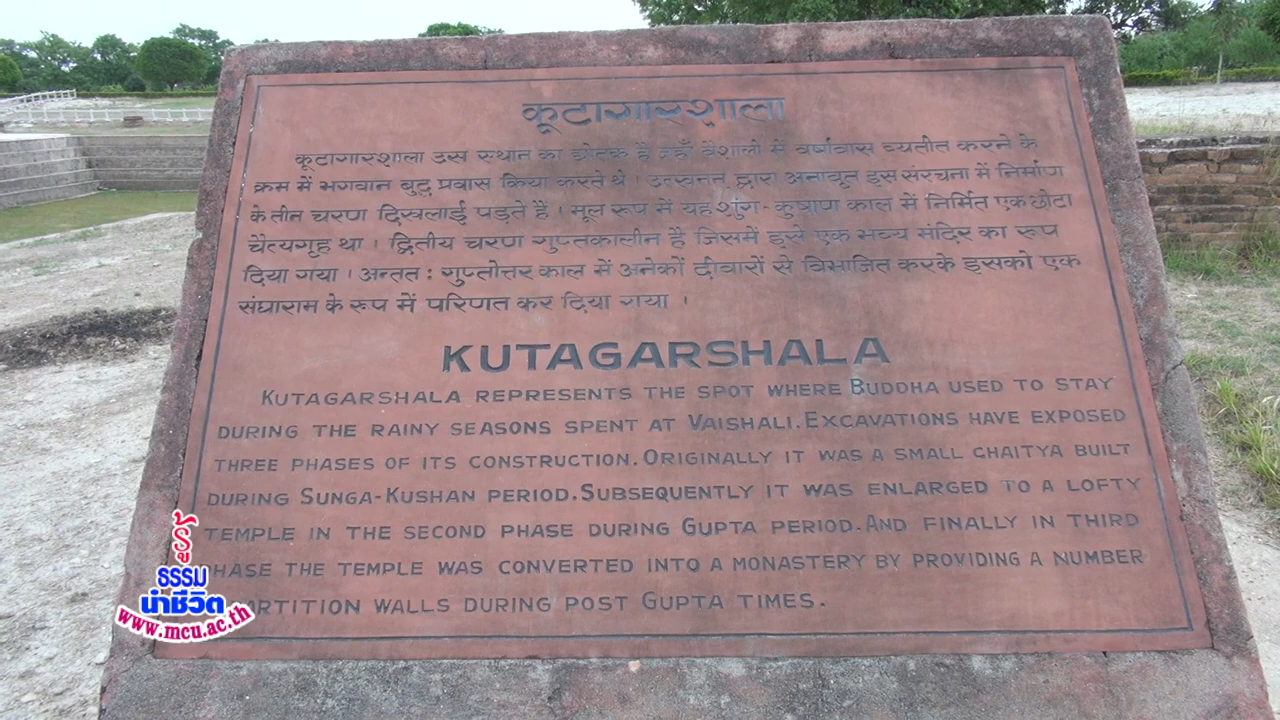 कूटागारशाला
कूटागारशाला उस स्थान का द्योतक है जहाँ वैशाली में वर्षावास व्यतीत करने के
क्रम में भगवान बुद्ध प्रवास किया करते थे। उत्खनन द्वारा अनावृत इस संरचना में निर्माण
के तीन चरण दिखलाई पड़ते हैं। मूल रूप में यह शुंग-कुषाण काल में निर्मित एक छोटा
चैत्यगृह था। द्वितीय चरण गुप्तकालीन है जिसमें इसे एक भव्य मंदिर का रूप
दिया गया। अन्तत: गुप्तोत्तर काल में अनेकों दीवारों से विभाजित करके इसको एक
संघाराम के रूप में परिणत कर दिया गया।
KUTAGARSHALA
KUTAGARSHALA REPRESENTS THE SPOT WHERE BUDDHA USED TO STAY
DURING THE RAINY SEASONS SPENT AT VAISHALI. EXCAVATIONS HAVE EXPOSED
THREE PHASES OF ITS CONSTRUCTION. ORIGINALLY IT WAS A SMALL CHAITYA BUILT
DURING SUNGA-KUSHAN PERIOD. SUBSEQUENTLY IT WAS ENLARGED TO A LOFTY
TEMPLE IN THE SECOND PHASE DURING GUPTA PERIOD. AND FINALLY IN THIRD
PHASE THE TEMPLE WAS CONVERTED INTO A MONASTERY BY PROVIDING A NUMBER
WALLS DURING POST GUPTA TIMES.
รู้
ธรรม
นำชีวิต
www.mcu.ac.th